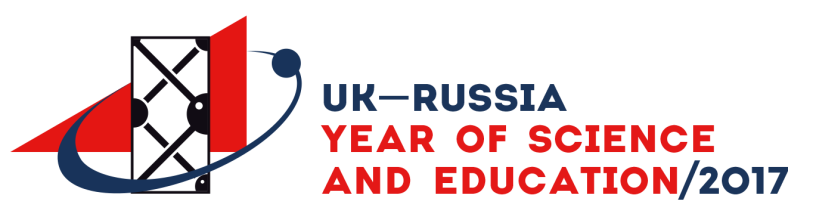 UK—RUSSIA
YEAR OF SCIENCE
AND EDUCATION/2017